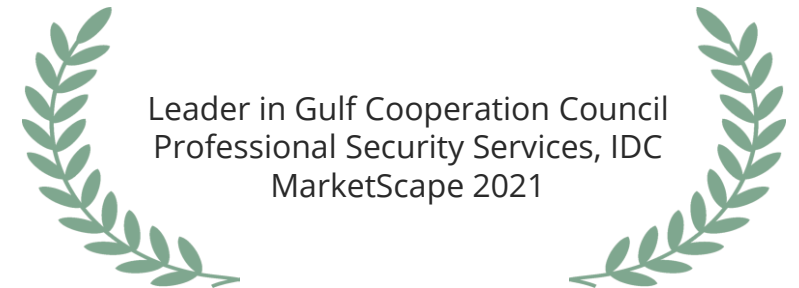 Leader in Gulf Cooperation Council
Professional Security Services, IDC
MarketScape 2021